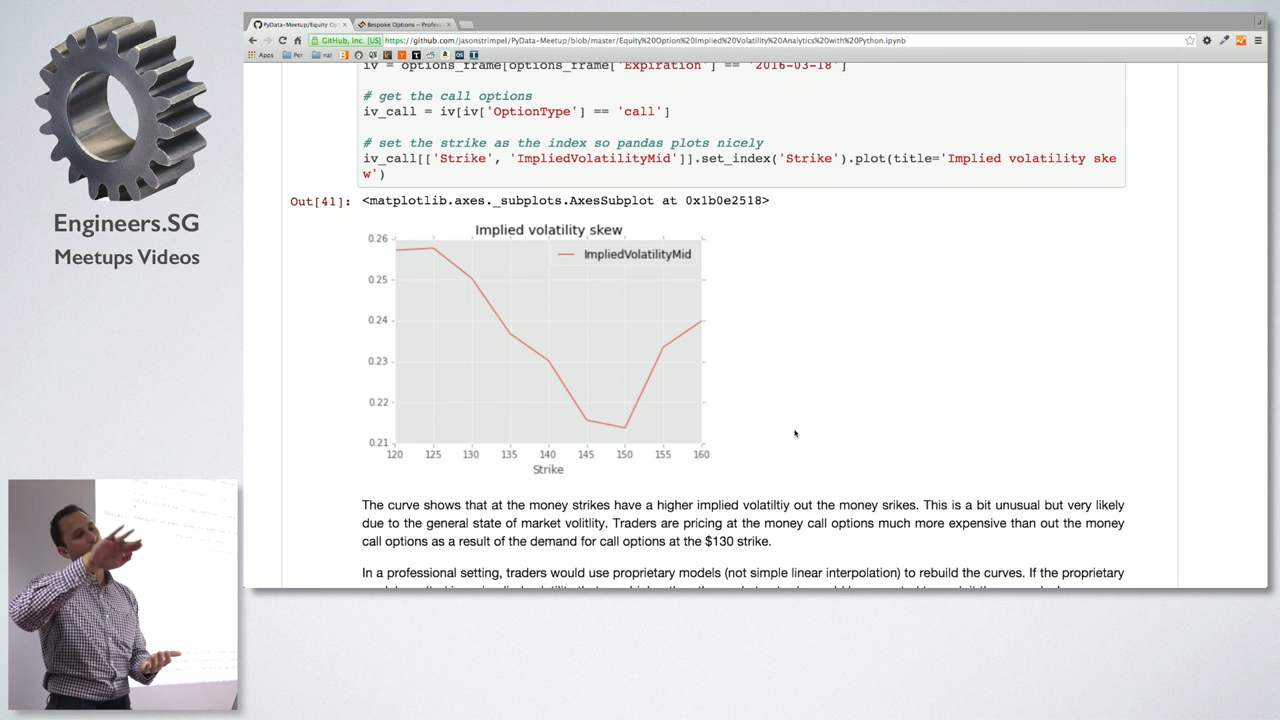 PyData-Meetup/Equity Op
Bespoke Options – Profes
GitHub, Inc. [US]
https://github.com/jasonstrimpel/PyData-Meetup/blob/master/Equity%20Option%20Implied%20Volatility%20Analytics%20with%20Python.ipynb
Apps
Per
nal
iv = options_frame[options_frame['Expiration'] == '2016-03-18']
# get the call options
iv_call = iv[iv['OptionType'] == 'call']
# set the strike as the index so pandas plots nicely
iv_call[['Strike', 'ImpliedVolatilityMid']].set_index('Strike').plot(title='Implied volatility ske
w')
Out[41]:
<matplotlib.axes._subplots.AxesSubplot at 0x1b0e2518>
Implied volatility skew
ImpliedVolatilityMid
0.26
0.25
0.24
0.23
0.22
0.21
120 125 130 135 140 145 150 155 160
Strike
The curve shows that at the money strikes have a higher implied volatiltiy out the money srikes. This is a bit unusual but very likely
due to the general state of market volitlity. Traders are pricing at the money call options much more expensive than out the money
call options as a result of the demand for call options at the $130 strike.
In a professional setting, traders would use proprietary models (not simple linear interpolation) to rebuild the curves. If the proprietary
Engineers.SG
Meetups Videos